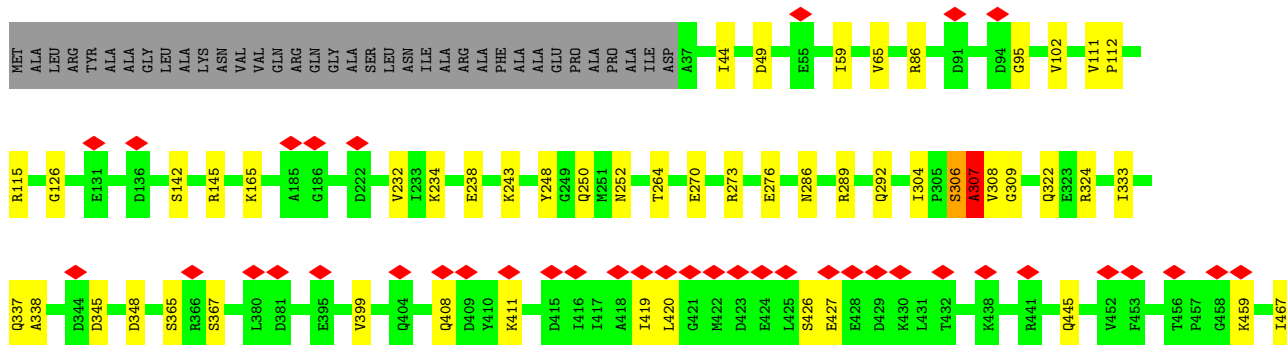 MET ALA LEU ARG TYR ALA ALA GLY LEU ALA LYS ASN VAL VAL GLN ARG GLN GLY ALA SER LEU ASN ILE ALA ARG ALA PHE ALA ALA GLU PRO ALA PRO ALA ILE ASP A37 I44 D49 E55 I59 V65 R86 D91 D94 G95 V102 V111 P112
R115 G126 E131 D136 S142 R145 K165 A185 G186 D222 V232 I233 K234 E238 K243 Y248 G249 Q250 M251 N252 T264 E270 R273 E276 N286 R289 Q292 I304 P305 S306 A307 V308 G309 Q322 E323 R324 I333
Q337 A338 D344 D345 D348 S365 R366 S367 L380 D381 E395 V399 Q404 Q408 D409 Y410 K411 D415 I416 I417 A418 I419 L420 G421 M422 D423 E424 L425 S426 E427 E428 D429 K430 L431 T432 K438 R441 Q445 V452 F453 T456 P457 G458 K459 I467